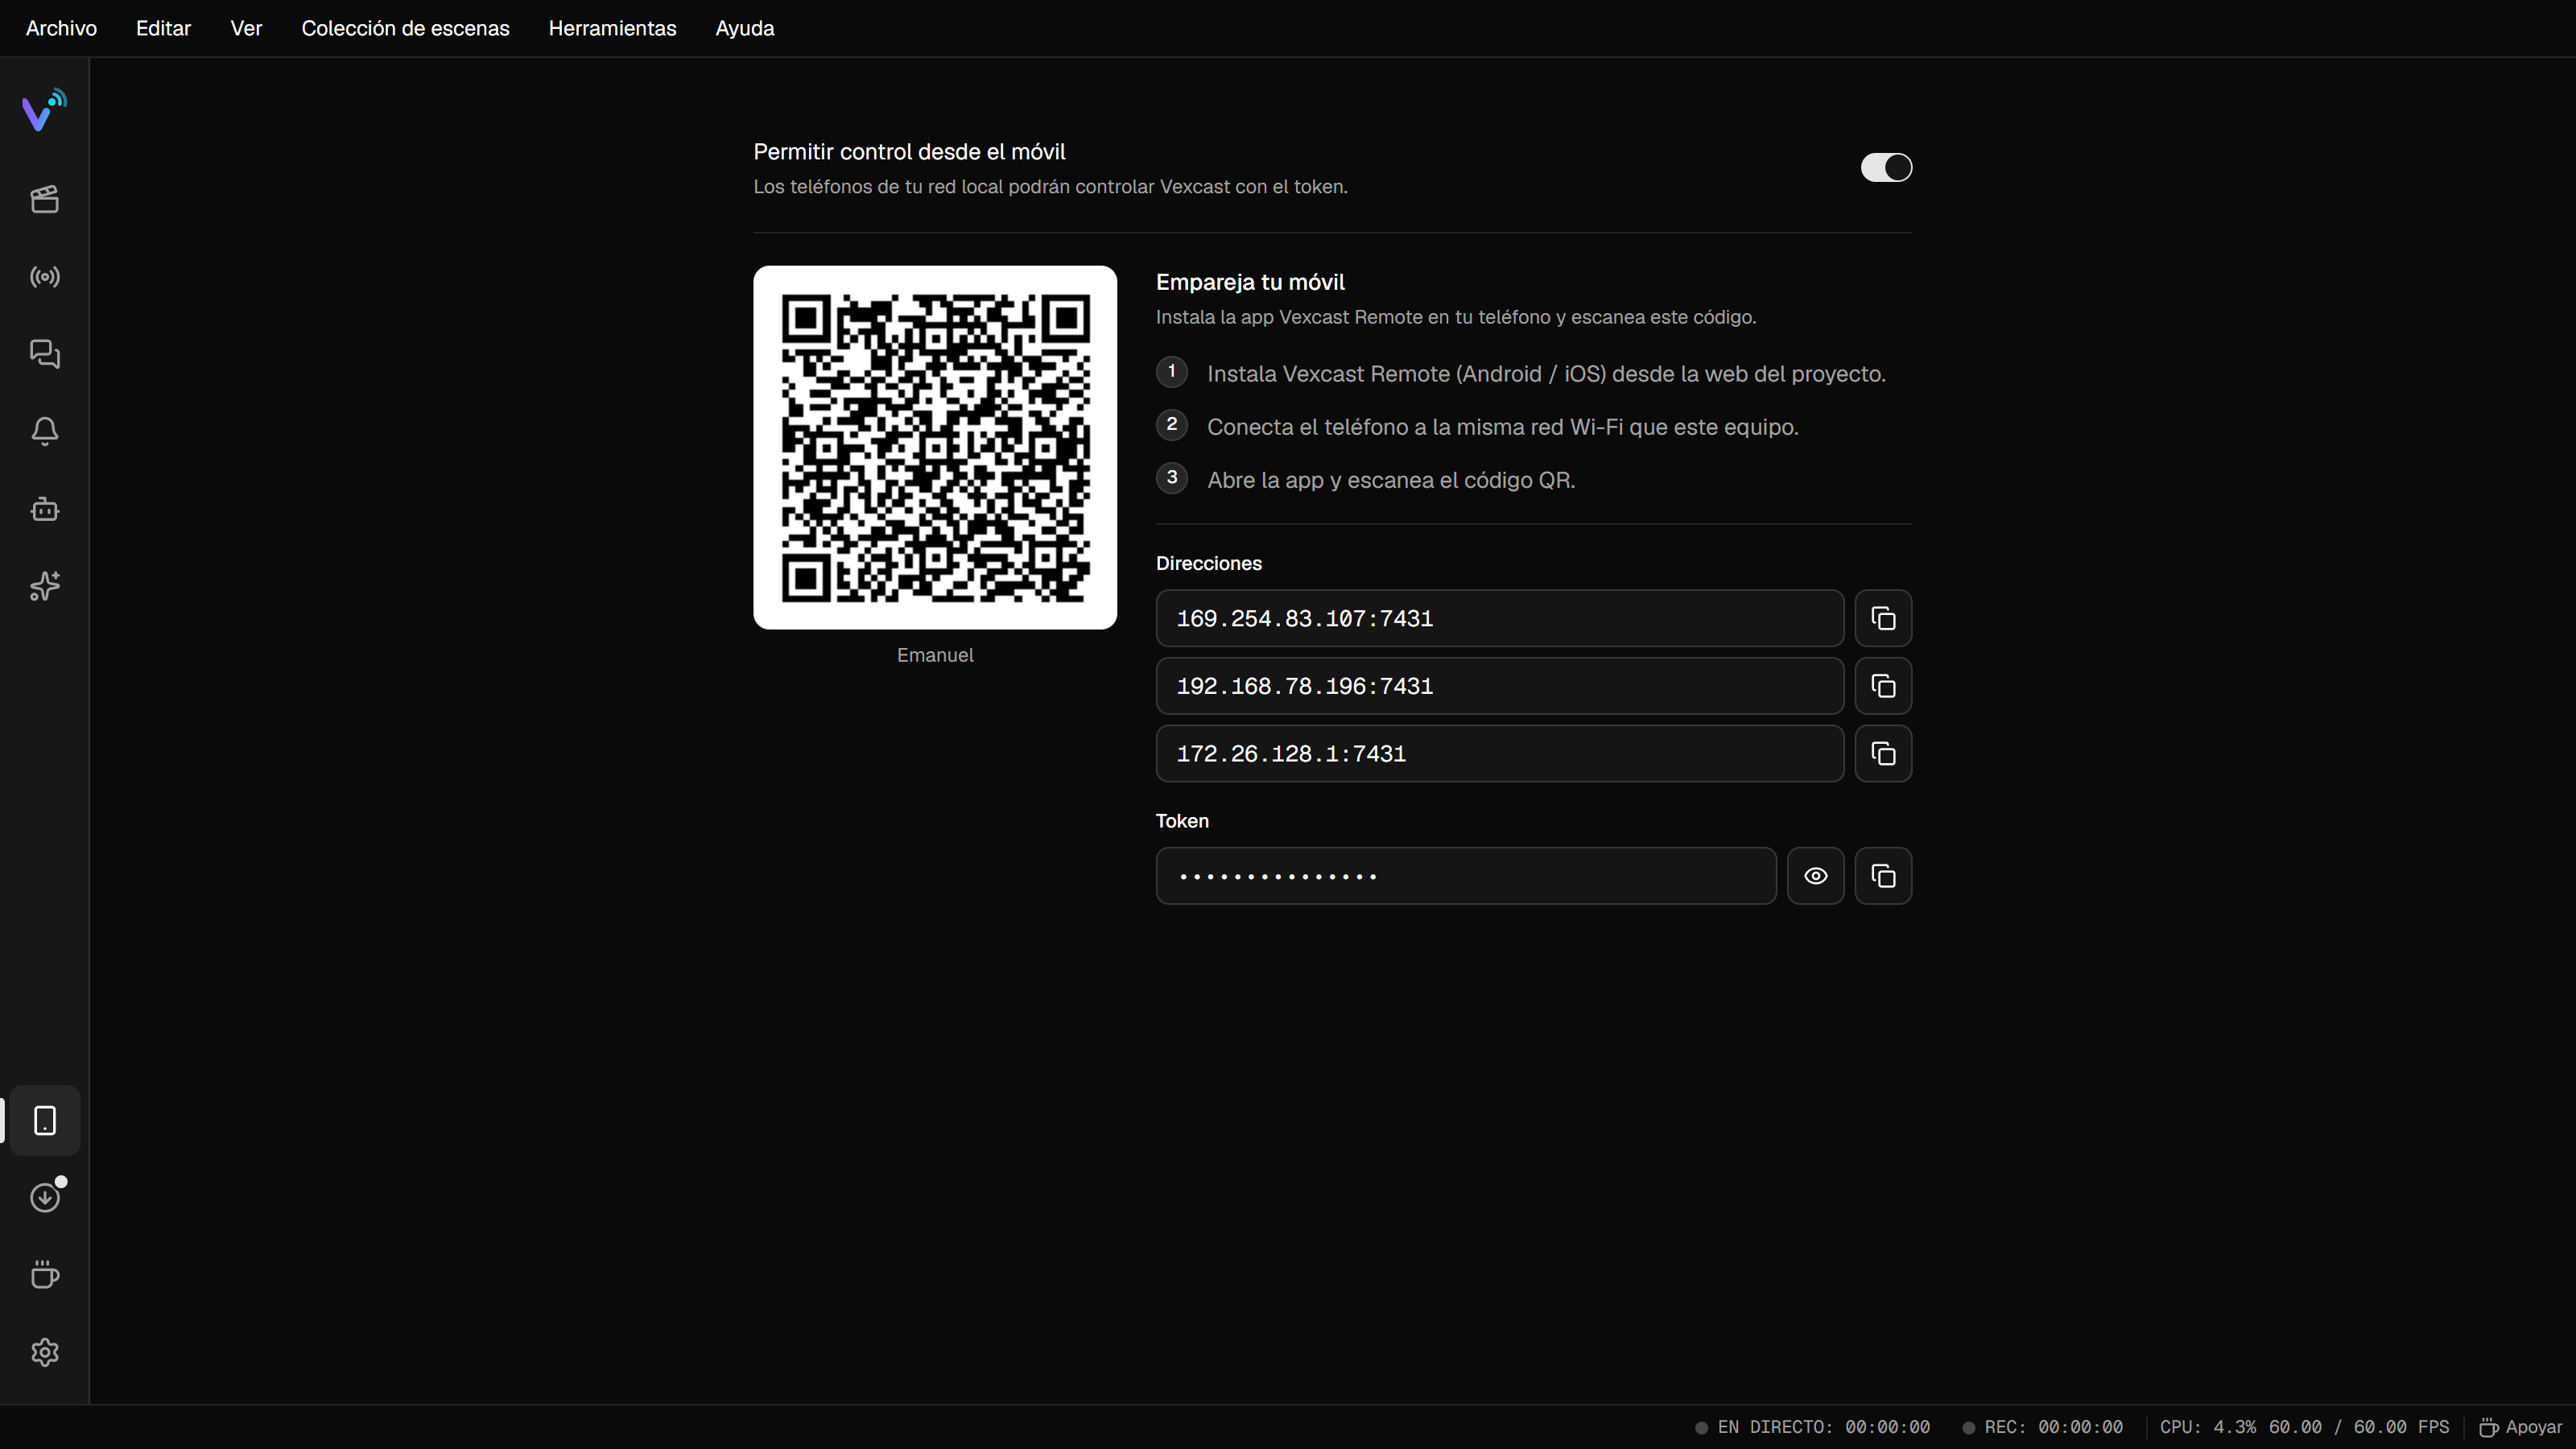 Archivo Editar Ver Colección de escenas Herramientas Ayuda
Permitir control desde el móvil
Los teléfonos de tu red local podrán controlar Vexcast con el token.
Emanuel
Empareja tu móvil
Instala la app Vexcast Remote en tu teléfono y escanea este código.
1 Instala Vexcast Remote (Android / iOS) desde la web del proyecto.
2 Conecta el teléfono a la misma red Wi-Fi que este equipo.
3 Abre la app y escanea el código QR.
Direcciones
169.254.83.107:7431
192.168.78.196:7431
172.26.128.1:7431
Token
•••••••••••••••
EN DIRECTO: 00:00:00 REC: 00:00:00 CPU: 4.3% 60.00 / 60.00 FPS Apoyar